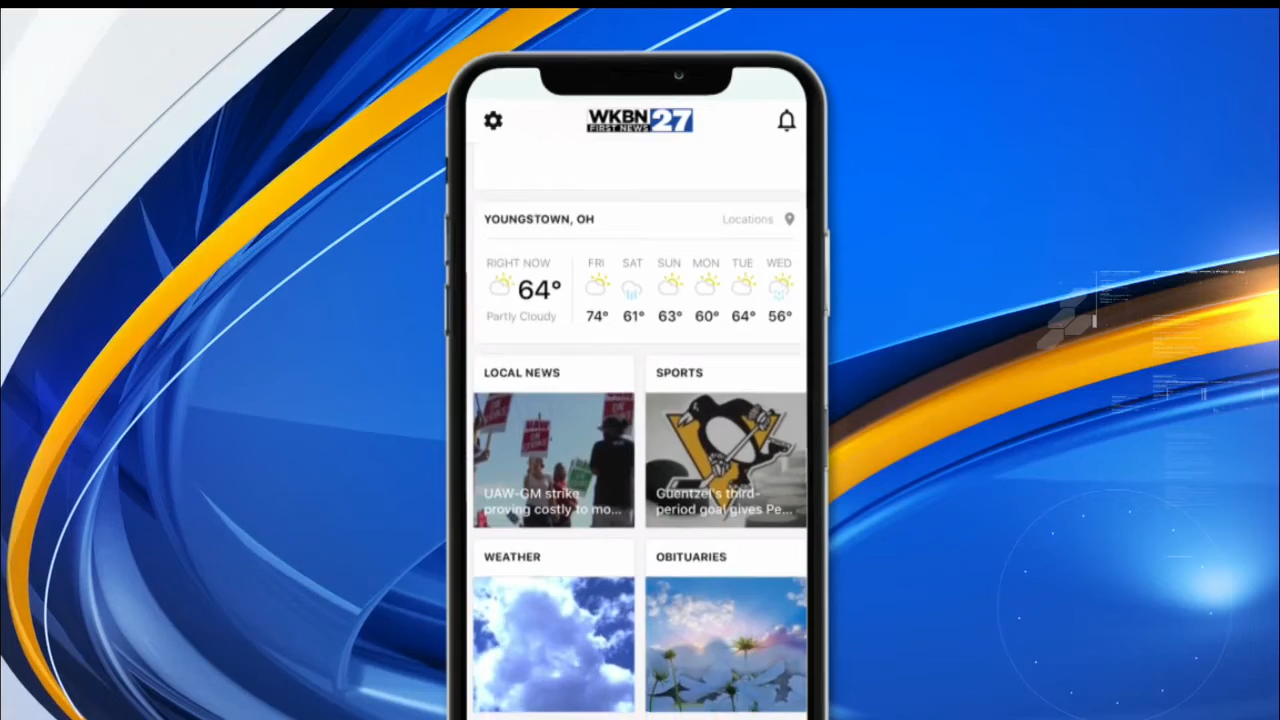 WKBN 27
FIRST NEWS
YOUNGSTOWN, OH
Locations
RIGHT NOW
64°
Partly Cloudy
FRI SAT SUN MON TUE WED
74° 61° 63° 60° 64° 56°
LOCAL NEWS
UAW
ON
UAW-GM strike
proving costly to mo...
SPORTS
Guentzel's third-
period goal gives Pe...
WEATHER
OBITUARIES